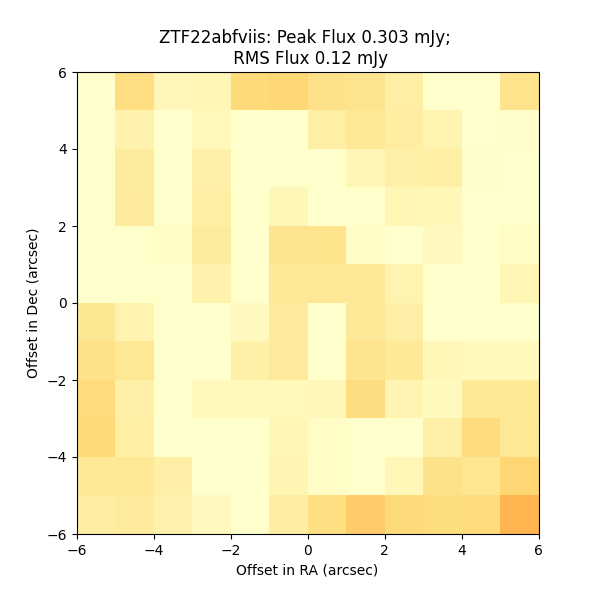 ZTF22abfviis: Peak Flux 0.303 mJy;
RMS Flux 0.12 mJy
6
4
2
0
−2
−4
−6
Offset in Dec (arcsec)
−6 −4 −2 0 2 4 6
Offset in RA (arcsec)